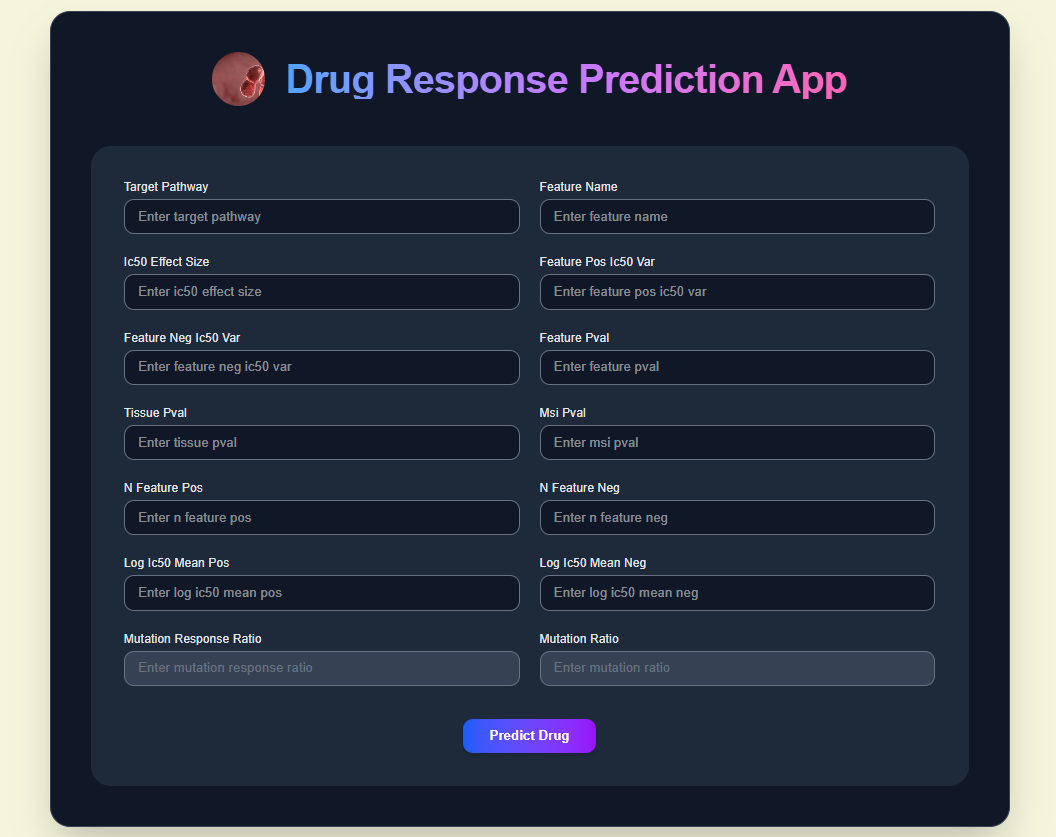 Drug Response Prediction App
Target Pathway
Enter target pathway
Feature Name
Enter feature name
Ic50 Effect Size
Enter ic50 effect size
Feature Pos Ic50 Var
Enter feature pos ic50 var
Feature Neg Ic50 Var
Enter feature neg ic50 var
Feature Pval
Enter feature pval
Tissue Pval
Enter tissue pval
Msi Pval
Enter msi pval
N Feature Pos
Enter n feature pos
N Feature Neg
Enter n feature neg
Log Ic50 Mean Pos
Enter log ic50 mean pos
Log Ic50 Mean Neg
Enter log ic50 mean neg
Mutation Response Ratio
Enter mutation response ratio
Mutation Ratio
Enter mutation ratio
Predict Drug